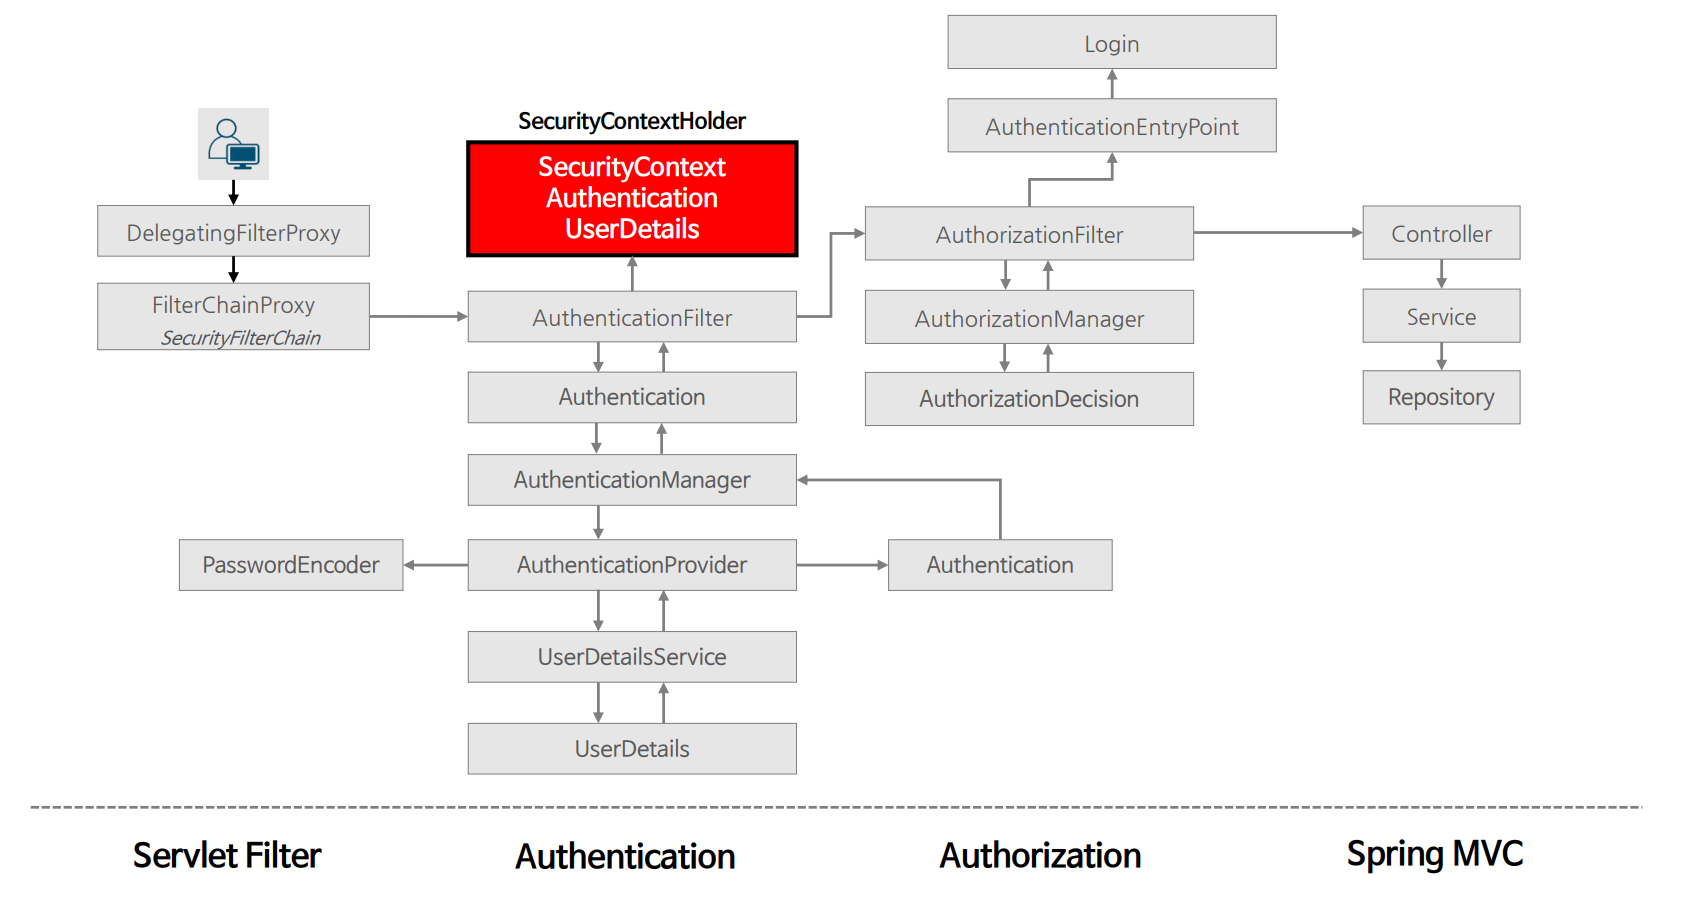 DelegatingFilterProxy
FilterChainProxy
SecurityFilterChain
SecurityContextHolder
SecurityContext
Authentication
UserDetails
AuthenticationFilter
Authentication
AuthenticationManager
PasswordEncoder
AuthenticationProvider
Authentication
UserDetailsService
UserDetails
Login
AuthenticationEntryPoint
AuthorizationFilter
AuthorizationManager
AuthorizationDecision
Controller
Service
Repository
Servlet Filter
Authentication
Authorization
Spring MVC